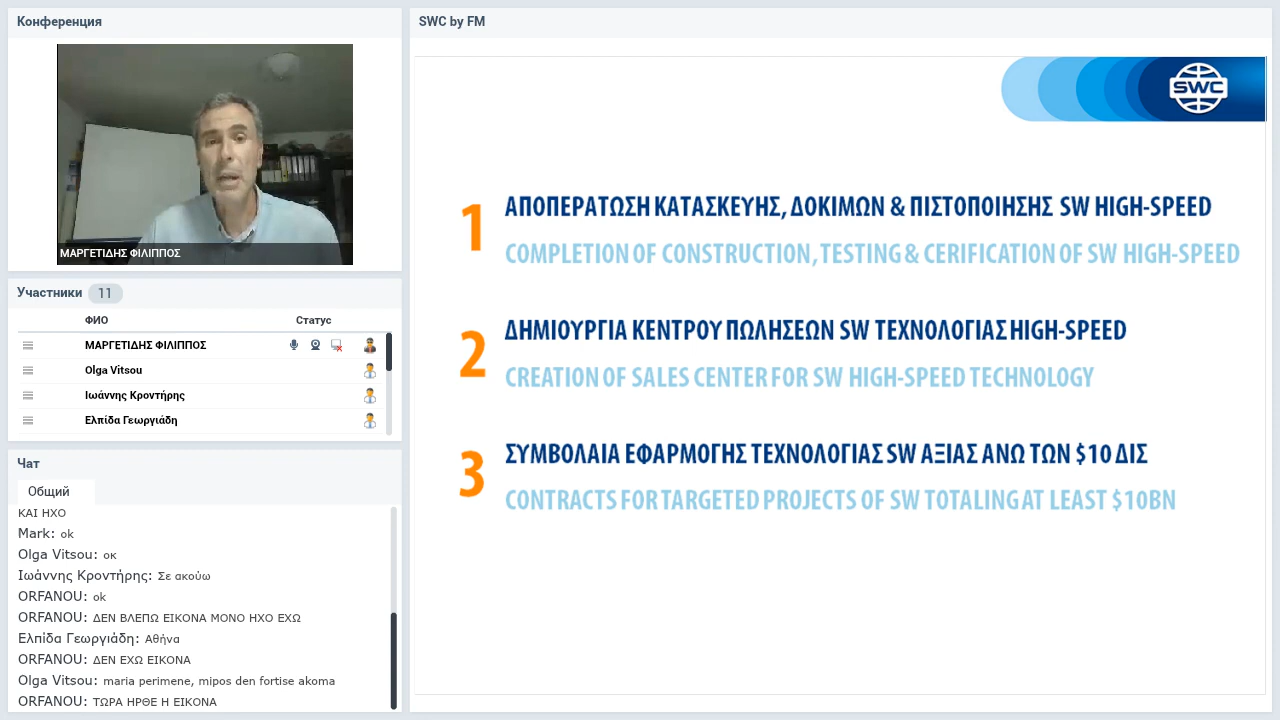 Конференция
ΜΑΡΓΕΤΙΔΗΣ ΦΙΛΙΠΠΟΣ
Участники 11
ФИО Статус
ΜΑΡΓΕΤΙΔΗΣ ΦΙΛΙΠΠΟΣ
Olga Vitsou
Ιωάννης Κροντήρης
Ελπίδα Γεωργιάδη
Чат
Общий
ΚΑΙ ΗΧΟ
Mark: ok
Olga Vitsou: οκ
Ιωάννης Κροντήρης: Σε ακούω
ORFANOU: ok
ORFANOU: ΔΕΝ ΒΛΕΠΩ ΕΙΚΟΝΑ ΜΟΝΟ ΗΧΟ ΕΧΩ
Ελπίδα Γεωργιάδη: Αθήνα
ORFANOU: ΔΕΝ ΕΧΩ ΕΙΚΟΝΑ
Olga Vitsou: maria perimene, mipos den fortise akoma
ORFANOU: ΤΩΡΑ ΗΡΘΕ Η ΕΙΚΟΝΑ
SWC by FM
SWC
1 ΑΠΟΠΕΡΑΤΩΣΗ ΚΑΤΑΣΚΕΥΗΣ, ΔΟΚΙΜΩΝ & ΠΙΣΤΟΠΟΙΗΣΗΣ SW HIGH-SPEED
COMPLETION OF CONSTRUCTION, TESTING & CERIFICATION OF SW HIGH-SPEED
2 ΔΗΜΙΟΥΡΓΙΑ ΚΕΝΤΡΟΥ ΠΩΛΗΣΕΩΝ SW ΤΕΧΝΟΛΟΓΙΑΣ HIGH-SPEED
CREATION OF SALES CENTER FOR SW HIGH-SPEED TECHNOLOGY
3 ΣΥΜΒΟΛΑΙΑ ΕΦΑΡΜΟΓΗΣ ΤΕΧΝΟΛΟΓΙΑΣ SW ΑΞΙΑΣ ΑΝΩ ΤΩΝ $10 ΔΙΣ
CONTRACTS FOR TARGETED PROJECTS OF SW TOTALING AT LEAST $10BN